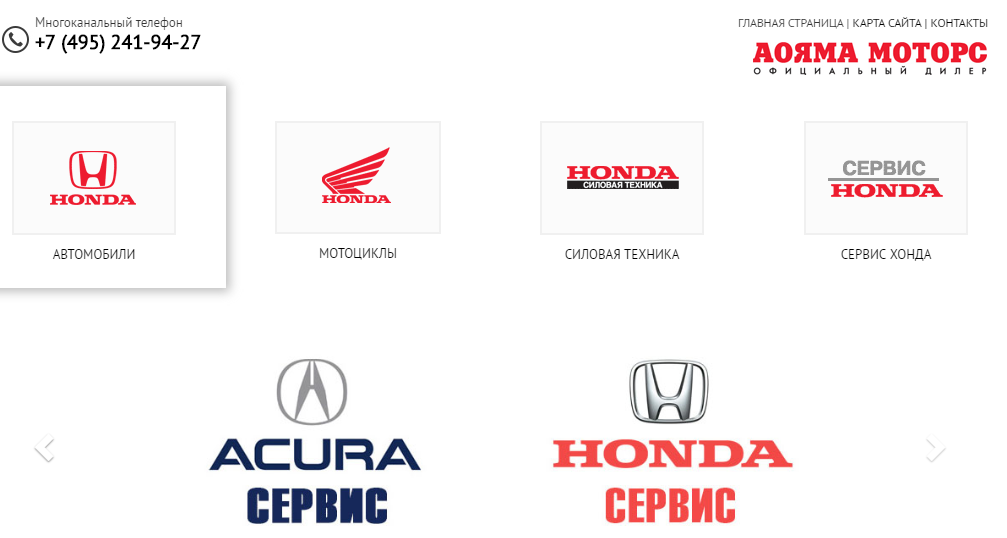 Многоканальный телефон
+7 (495) 241-94-27
ГЛАВНАЯ СТРАНИЦА | КАРТА САЙТА | КОНТАКТЫ
АОЯМА МОТОРС
ОФИЦИАЛЬНЫЙ ДИЛЕР
HONDA
HONDA
HONDA
СИЛОВАЯ ТЕХНИКА
СЕРВИС
HONDA
АВТОМОБИЛИ
МОТОЦИКЛЫ
СИЛОВАЯ ТЕХНИКА
СЕРВИС ХОНДА
ACURA
СЕРВИС
HONDA
СЕРВИС